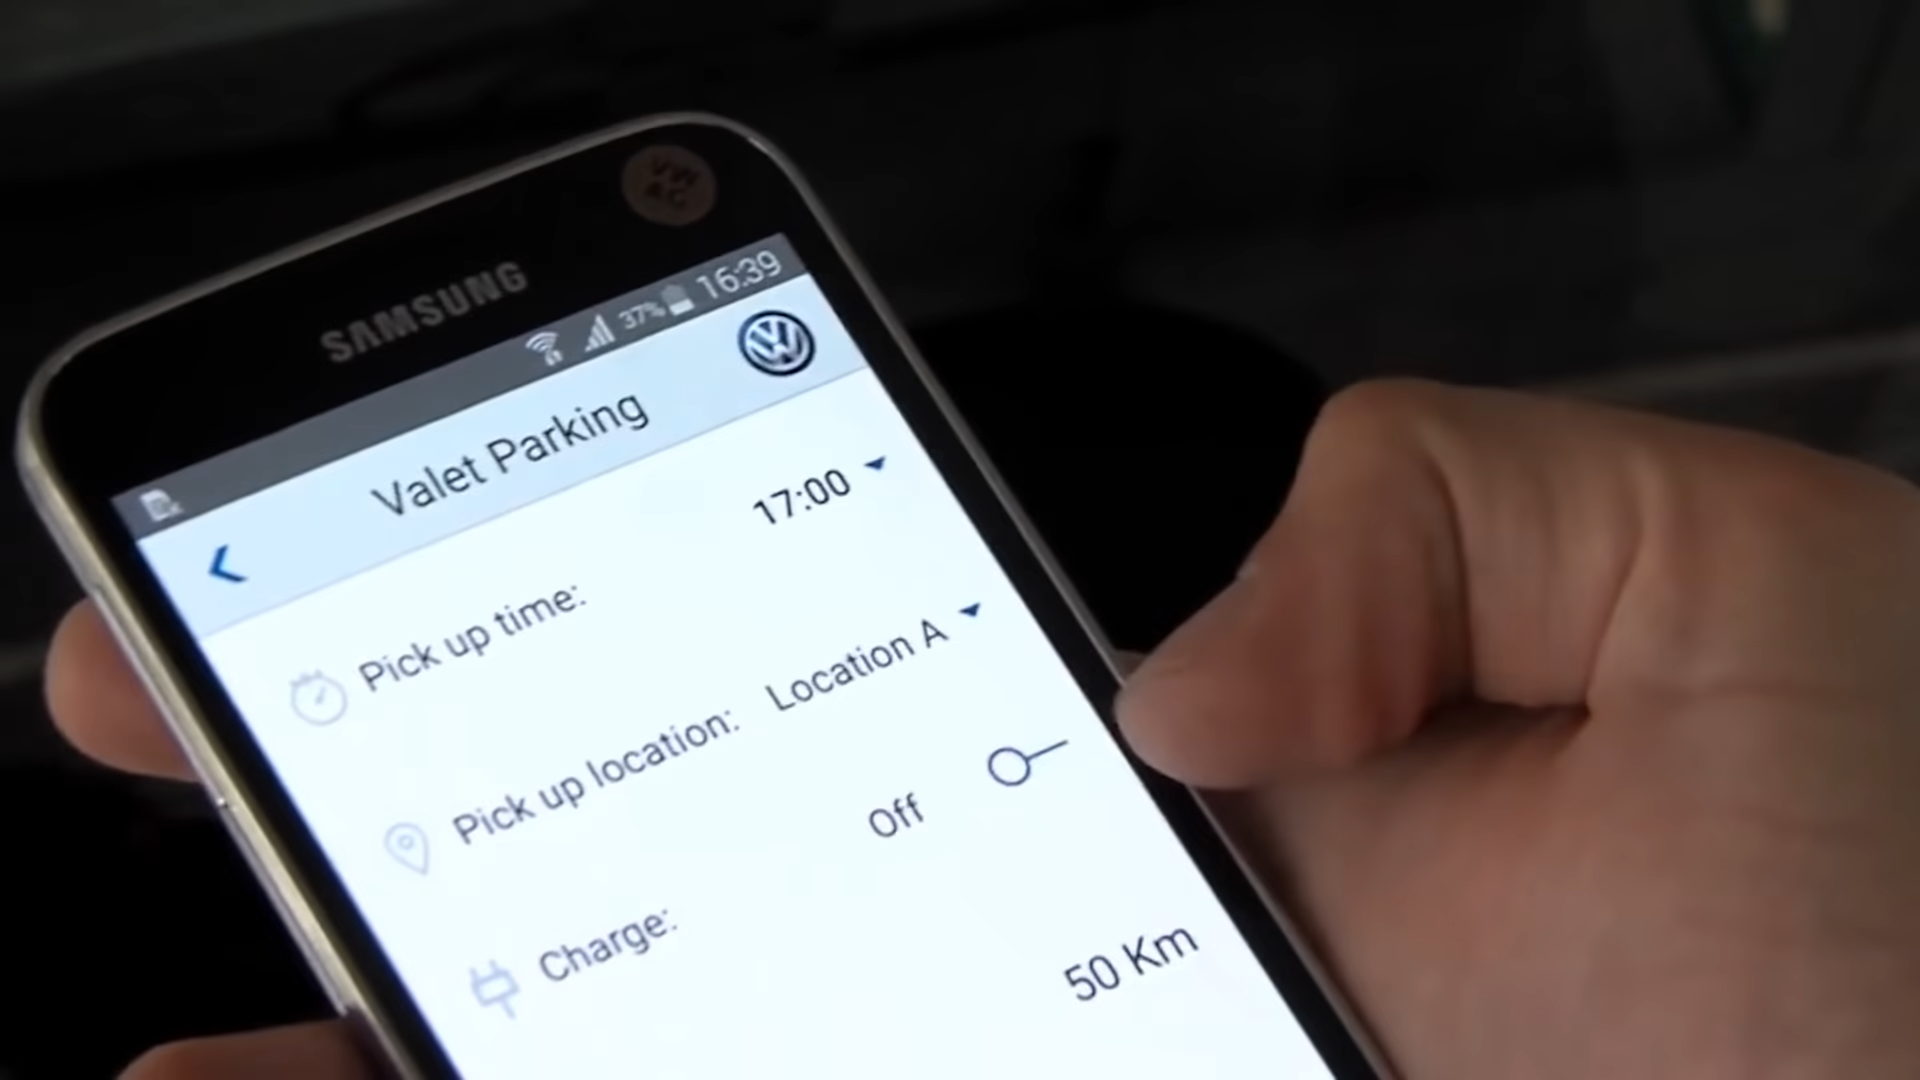 SAMSUNG
37% 16:39
Valet Parking
Pick up time: 17:00
Pick up location: Location A
Charge: Off
50 Km